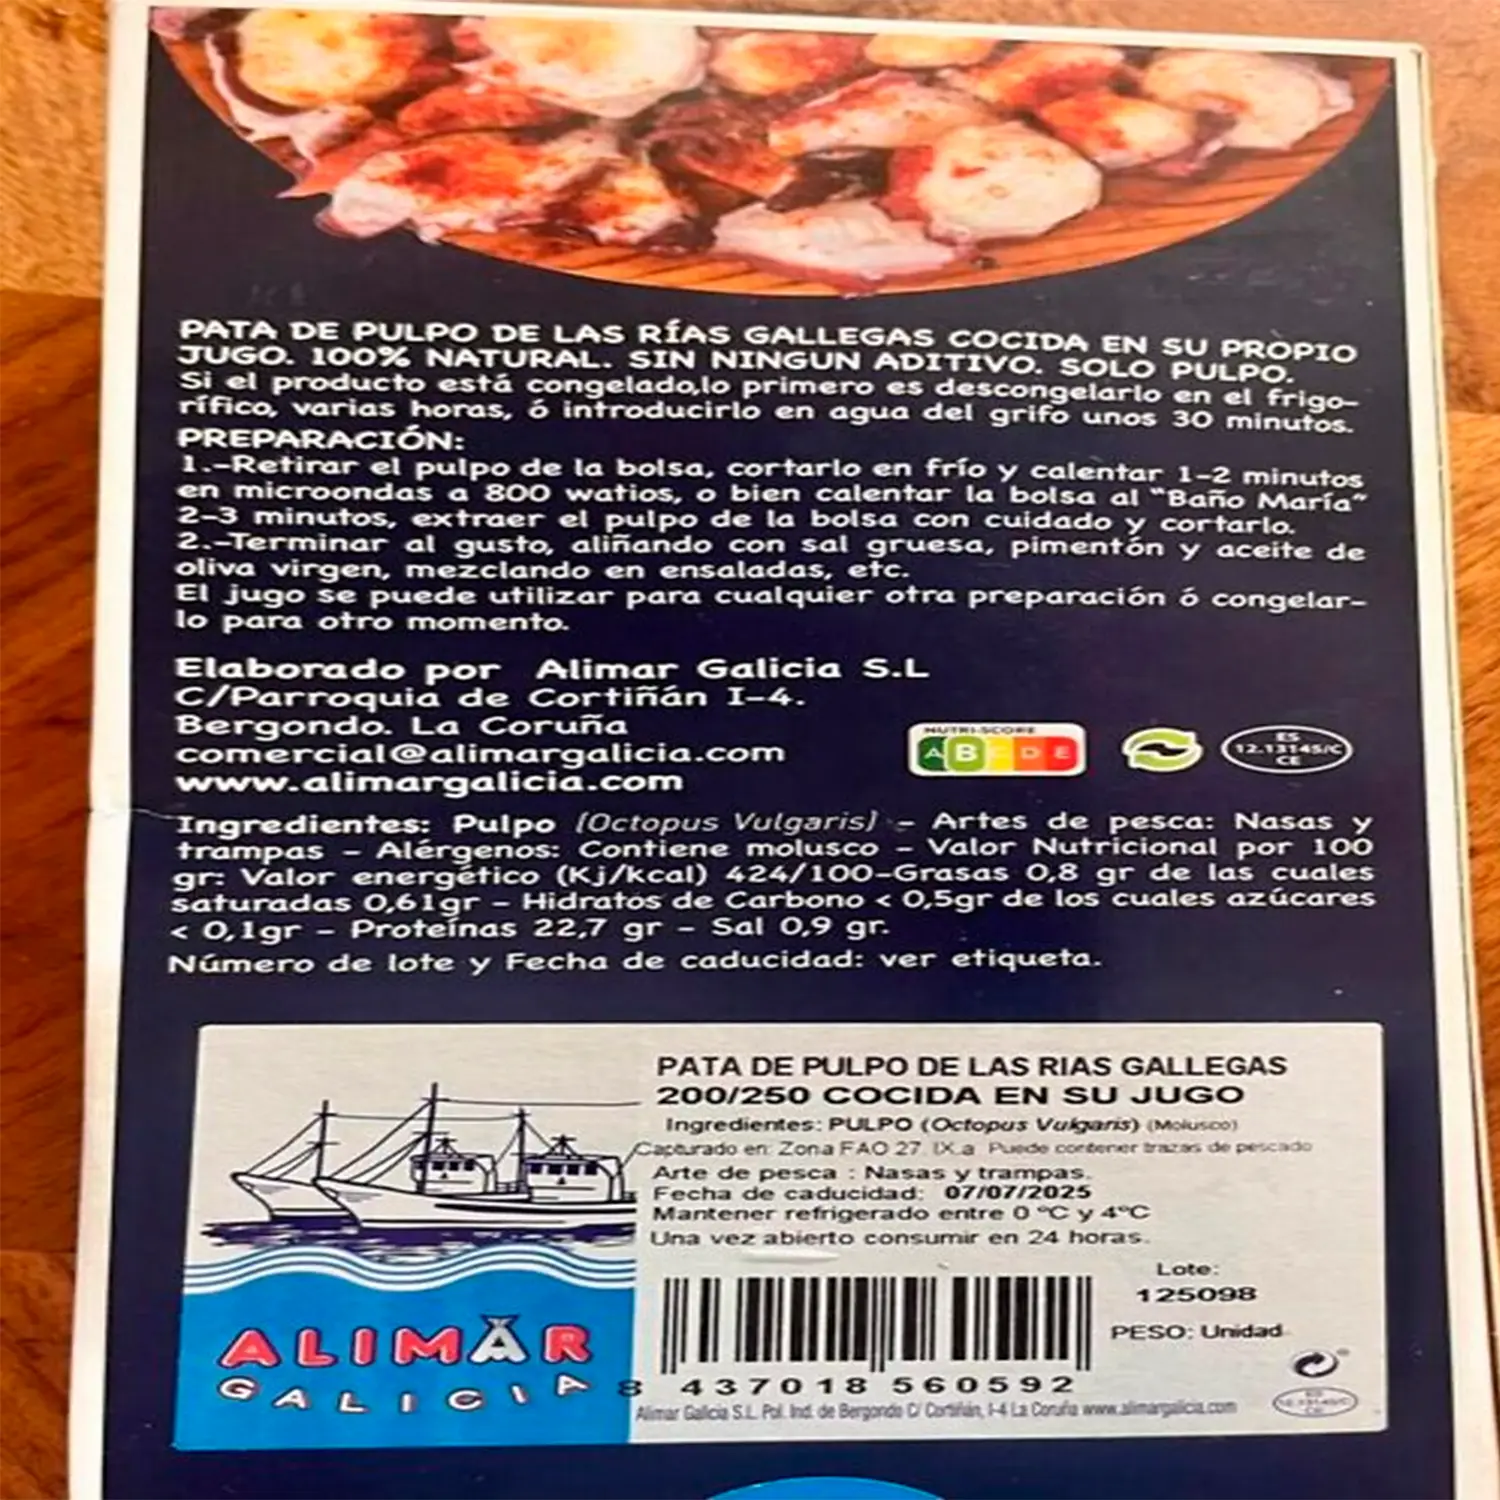 PATA DE PULPO DE LAS RÍAS GALLEGAS COCIDA EN SU PROPIO
JUGO. 100% NATURAL. SIN NINGUN ADITIVO. SOLO PULPO.
Si el producto está congelado,lo primero es descongelarlo en el frigo-
rífico, varias horas, ó introducirlo en agua del grifo unos 30 minutos.
PREPARACIÓN:
1.-Retirar el pulpo de la bolsa, cortarlo en frío y calentar 1-2 minutos
en microondas a 800 watios, o bien calentar la bolsa al "Baño María"
2-3 minutos, extraer el pulpo de la bolsa con cuidado y cortarlo.
2.-Terminar al gusto, aliñando con sal gruesa, pimentón y aceite de
oliva virgen, mezclando en ensaladas, etc.
El jugo se puede utilizar para cualquier otra preparación ó congelar-
lo para otro momento.
Elaborado por Alimar Galicia S.L
C/Parroquia de Cortiñán I-4.
Bergondo. La Coruña
comercial@alimargalicia.com
www.alimargalicia.com
NUTRI-SCORE
A B C D E
ES
12.13145/C
CE
Ingredientes: Pulpo (Octopus Vulgaris) - Artes de pesca: Nasas y
trampas - Alérgenos: Contiene molusco - Valor Nutricional por 100
gr: Valor energético (Kj/kcal) 424/100-Grasas 0,8 gr de las cuales
saturadas 0,61gr - Hidratos de Carbono < 0,5gr de los cuales azúcares
< 0,1gr - Proteínas 22,7 gr - Sal 0,9 gr.
Número de lote y Fecha de caducidad: ver etiqueta.
PATA DE PULPO DE LAS RIAS GALLEGAS
200/250 COCIDA EN SU JUGO
Ingredientes: PULPO (Octopus Vulgaris) (Molusco)
Capturado en: Zona FAO 27. IX.a Puede contener trazas de pescado
Arte de pesca : Nasas y trampas.
Fecha de caducidad: 07/07/2025
Mantener refrigerado entre 0 ºC y 4ºC
Una vez abierto consumir en 24 horas.
Lote:
125098
PESO: Unidad
ALIMAR
GALICIA
8 437018 560592
Alimar Galicia S.L. Pol. Ind. de Bergondo C/ Cortiñán, I-4 La Coruña www.alimargalicia.com